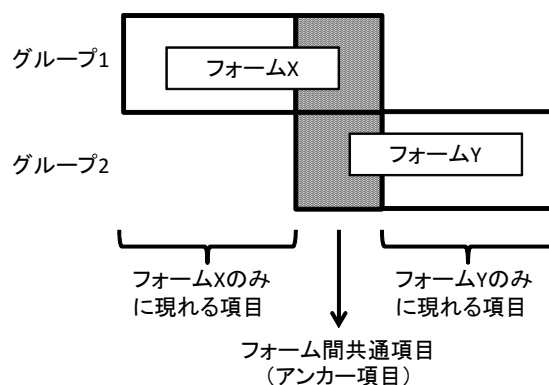 グループ1
フォームX
グループ2
フォームY
フォームXのみ
に現れる項目
フォームYのみ
に現れる項目
フォーム間共通項目
（アンカー項目）